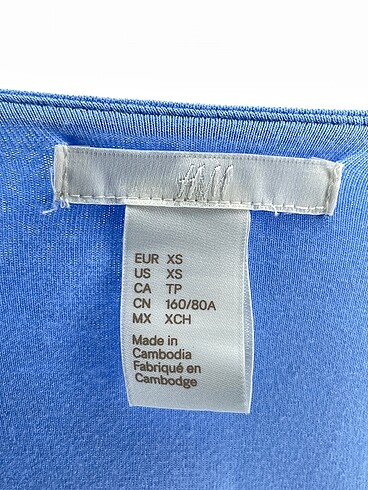 H&M
EUR XS
US XS
CA TP
CN 160/80A
MX XCH
Made in
Cambodia
Fabriqué en
Cambodge